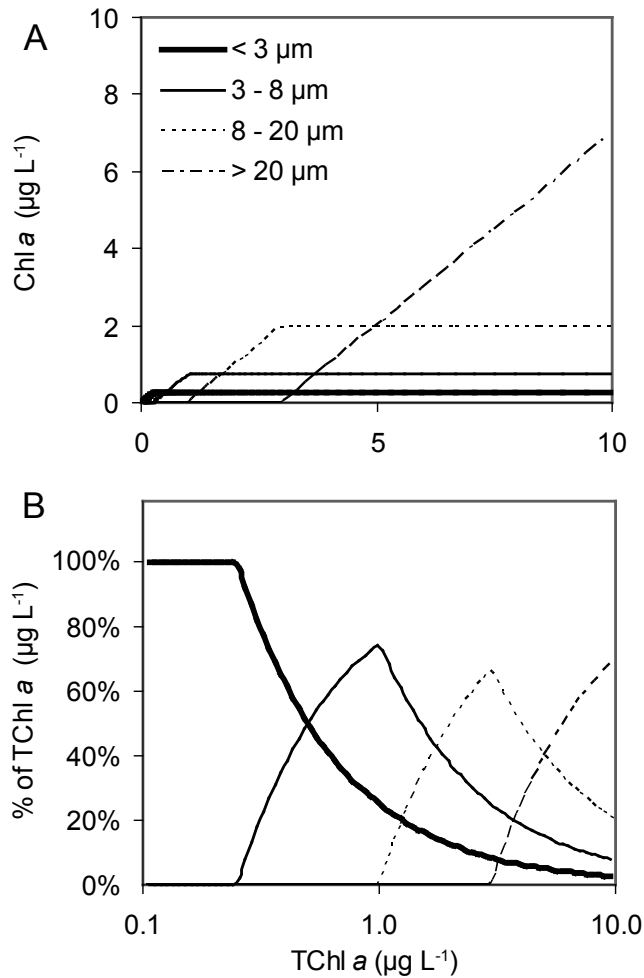 A
10
8
6
4
2
0
Chl a (µg L-1)
< 3 µm
3 - 8 µm
8 - 20 µm
> 20 µm
0 5 10
B
100%
80%
60%
40%
20%
0%
% of TChl a (µg L-1)
0.1 1.0 10.0
TChl a (µg L-1)